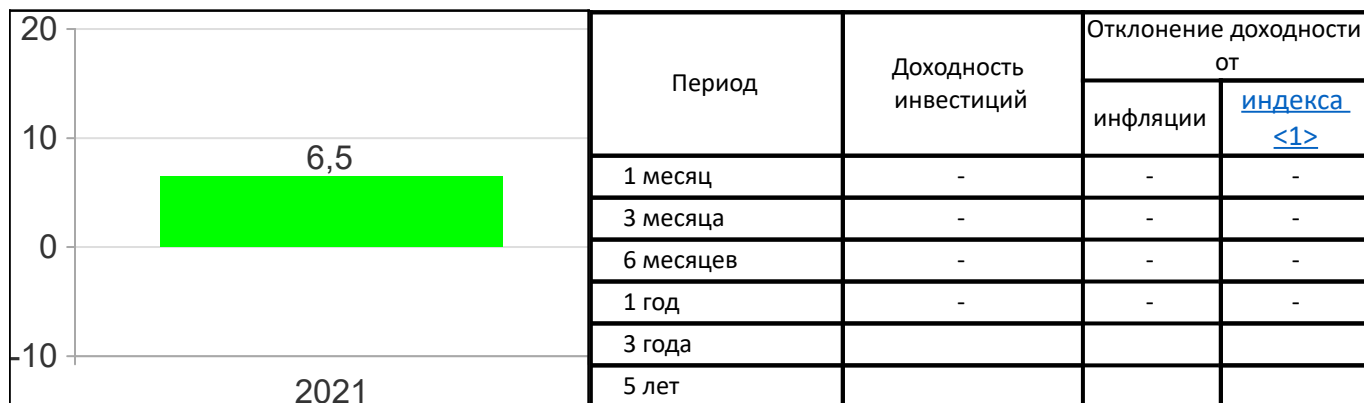 20
10
0
-10
6,5
2021
Период
Доходность
инвестиций
Отклонение доходности
от
инфляции
индекса
<1>
1 месяц - - -
3 месяца - - -
6 месяцев - - -
1 год - - -
3 года
5 лет